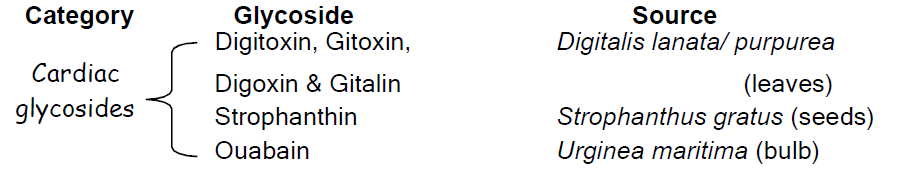 Category Glycoside Source
Digitoxin, Gitoxin, Digitalis lanata/ purpurea
Cardiac
glycosides
Digoxin & Gitalin (leaves)
Strophanthin Strophanthus gratus (seeds)
Ouabain Urginea maritima (bulb)